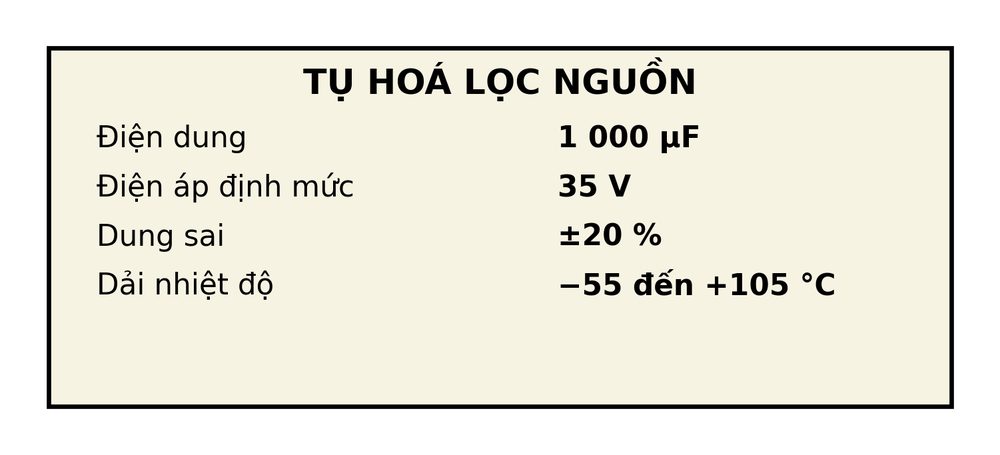 TỤ HOÁ LỌC NGUỒN
Điện dung 1 000 µF
Điện áp định mức 35 V
Dung sai ±20 %
Dải nhiệt độ −55 đến +105 °C